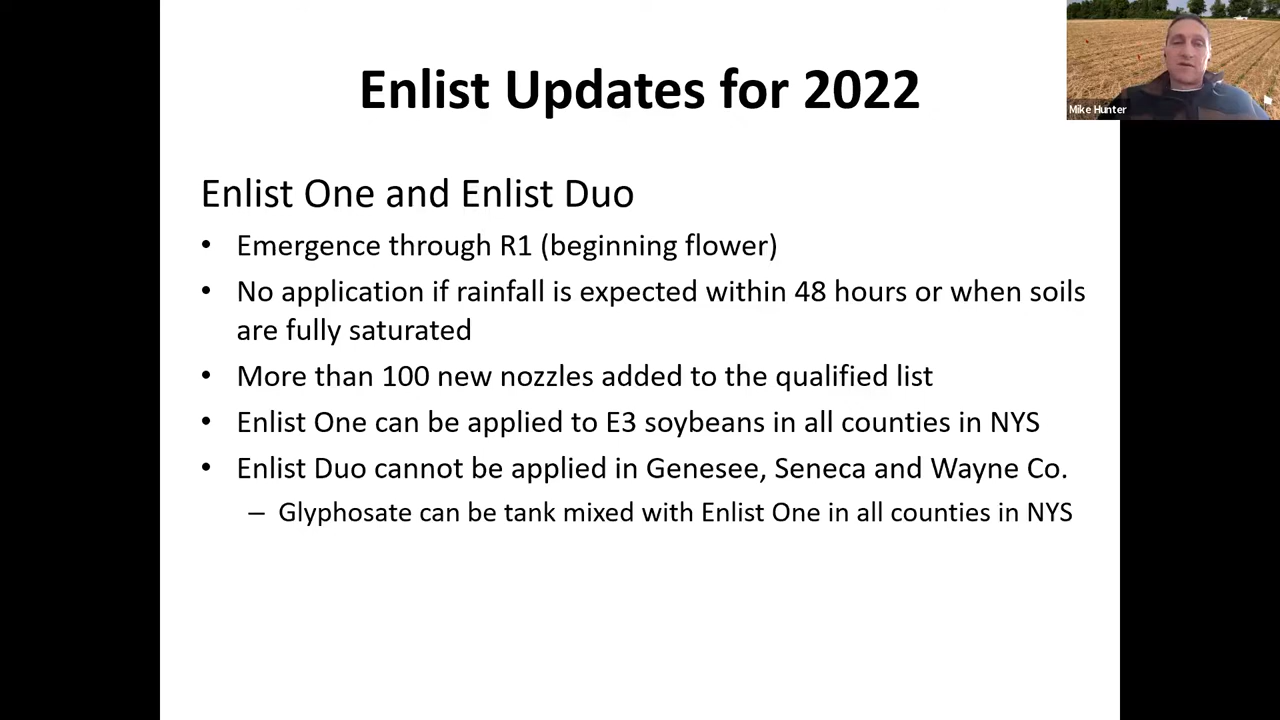 Enlist Updates for 2022
Mike Hunter
Enlist One and Enlist Duo
• Emergence through R1 (beginning flower)
• No application if rainfall is expected within 48 hours or when soils
are fully saturated
• More than 100 new nozzles added to the qualified list
• Enlist One can be applied to E3 soybeans in all counties in NYS
• Enlist Duo cannot be applied in Genesee, Seneca and Wayne Co.
– Glyphosate can be tank mixed with Enlist One in all counties in NYS